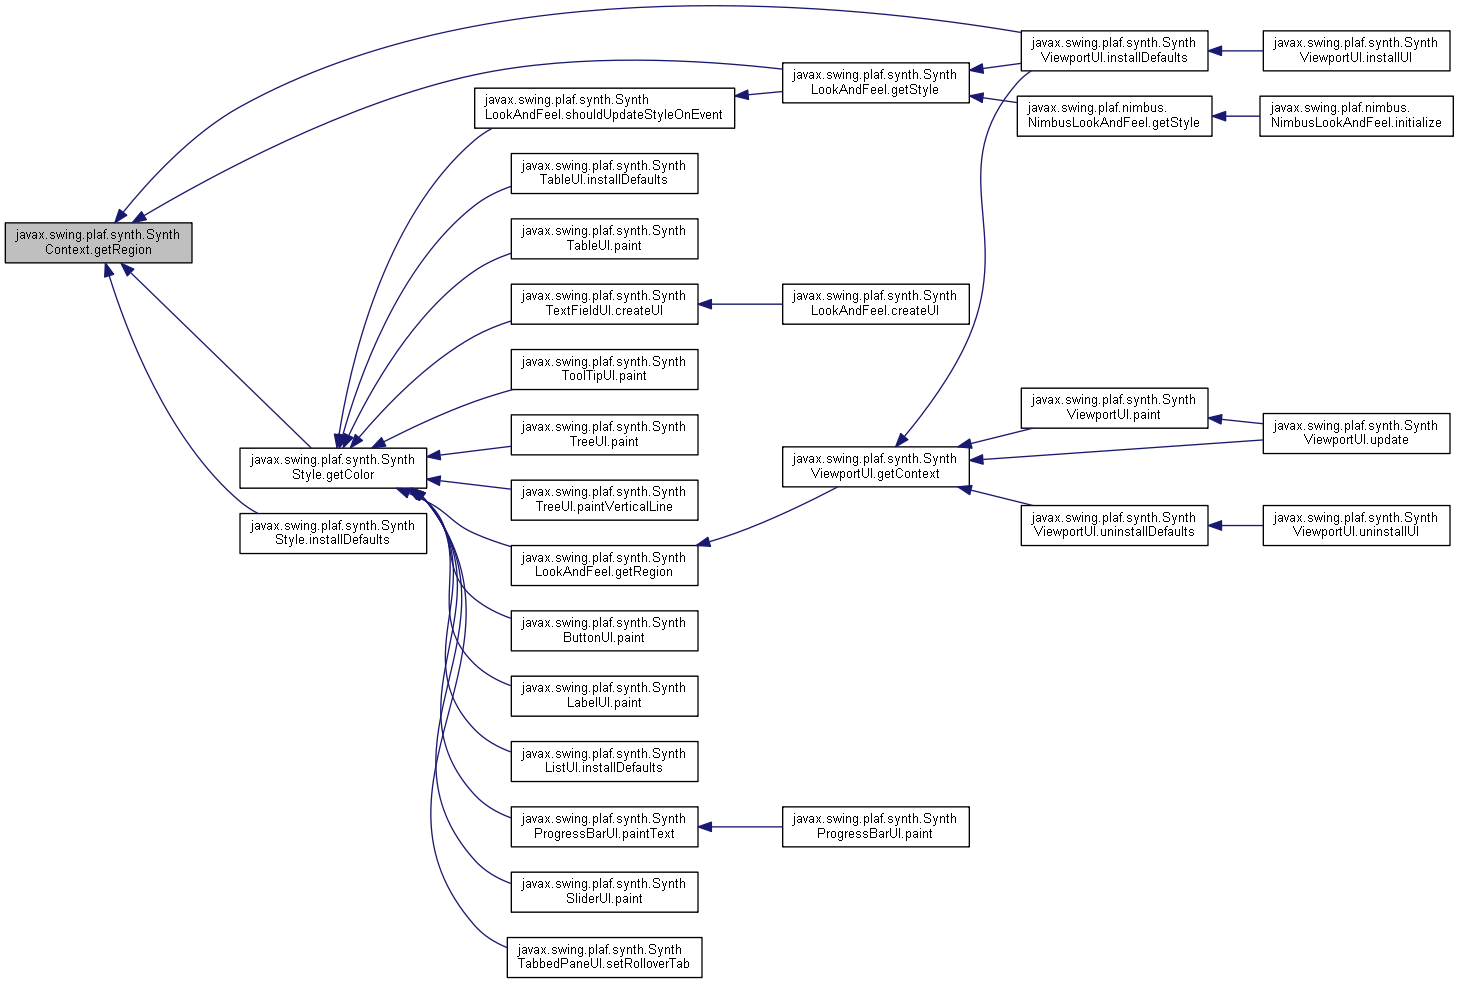 javax.swing.plaf.synth.Synth
Context.getRegion
javax.swing.plaf.synth.Synth
Style.getColor
javax.swing.plaf.synth.Synth
Style.installDefaults
javax.swing.plaf.synth.Synth
LookAndFeel.shouldUpdateStyleOnEvent
javax.swing.plaf.synth.Synth
TableUI.installDefaults
javax.swing.plaf.synth.Synth
TableUI.paint
javax.swing.plaf.synth.Synth
TextFieldUI.createUI
javax.swing.plaf.synth.Synth
ToolTipUI.paint
javax.swing.plaf.synth.Synth
TreeUI.paint
javax.swing.plaf.synth.Synth
TreeUI.paintVerticalLine
javax.swing.plaf.synth.Synth
LookAndFeel.getRegion
javax.swing.plaf.synth.Synth
ButtonUI.paint
javax.swing.plaf.synth.Synth
LabelUI.paint
javax.swing.plaf.synth.Synth
ListUI.installDefaults
javax.swing.plaf.synth.Synth
ProgressBarUI.paintText
javax.swing.plaf.synth.Synth
SliderUI.paint
javax.swing.plaf.synth.Synth
TabbedPaneUI.setRolloverTab
javax.swing.plaf.synth.Synth
LookAndFeel.getStyle
javax.swing.plaf.synth.Synth
LookAndFeel.createUI
javax.swing.plaf.synth.Synth
ViewportUI.getContext
javax.swing.plaf.synth.Synth
ProgressBarUI.paint
javax.swing.plaf.synth.Synth
ViewportUI.installDefaults
javax.swing.plaf.nimbus.
NimbusLookAndFeel.getStyle
javax.swing.plaf.synth.Synth
ViewportUI.paint
javax.swing.plaf.synth.Synth
ViewportUI.uninstallDefaults
javax.swing.plaf.synth.Synth
ViewportUI.installUI
javax.swing.plaf.nimbus.
NimbusLookAndFeel.initialize
javax.swing.plaf.synth.Synth
ViewportUI.update
javax.swing.plaf.synth.Synth
ViewportUI.uninstallUI